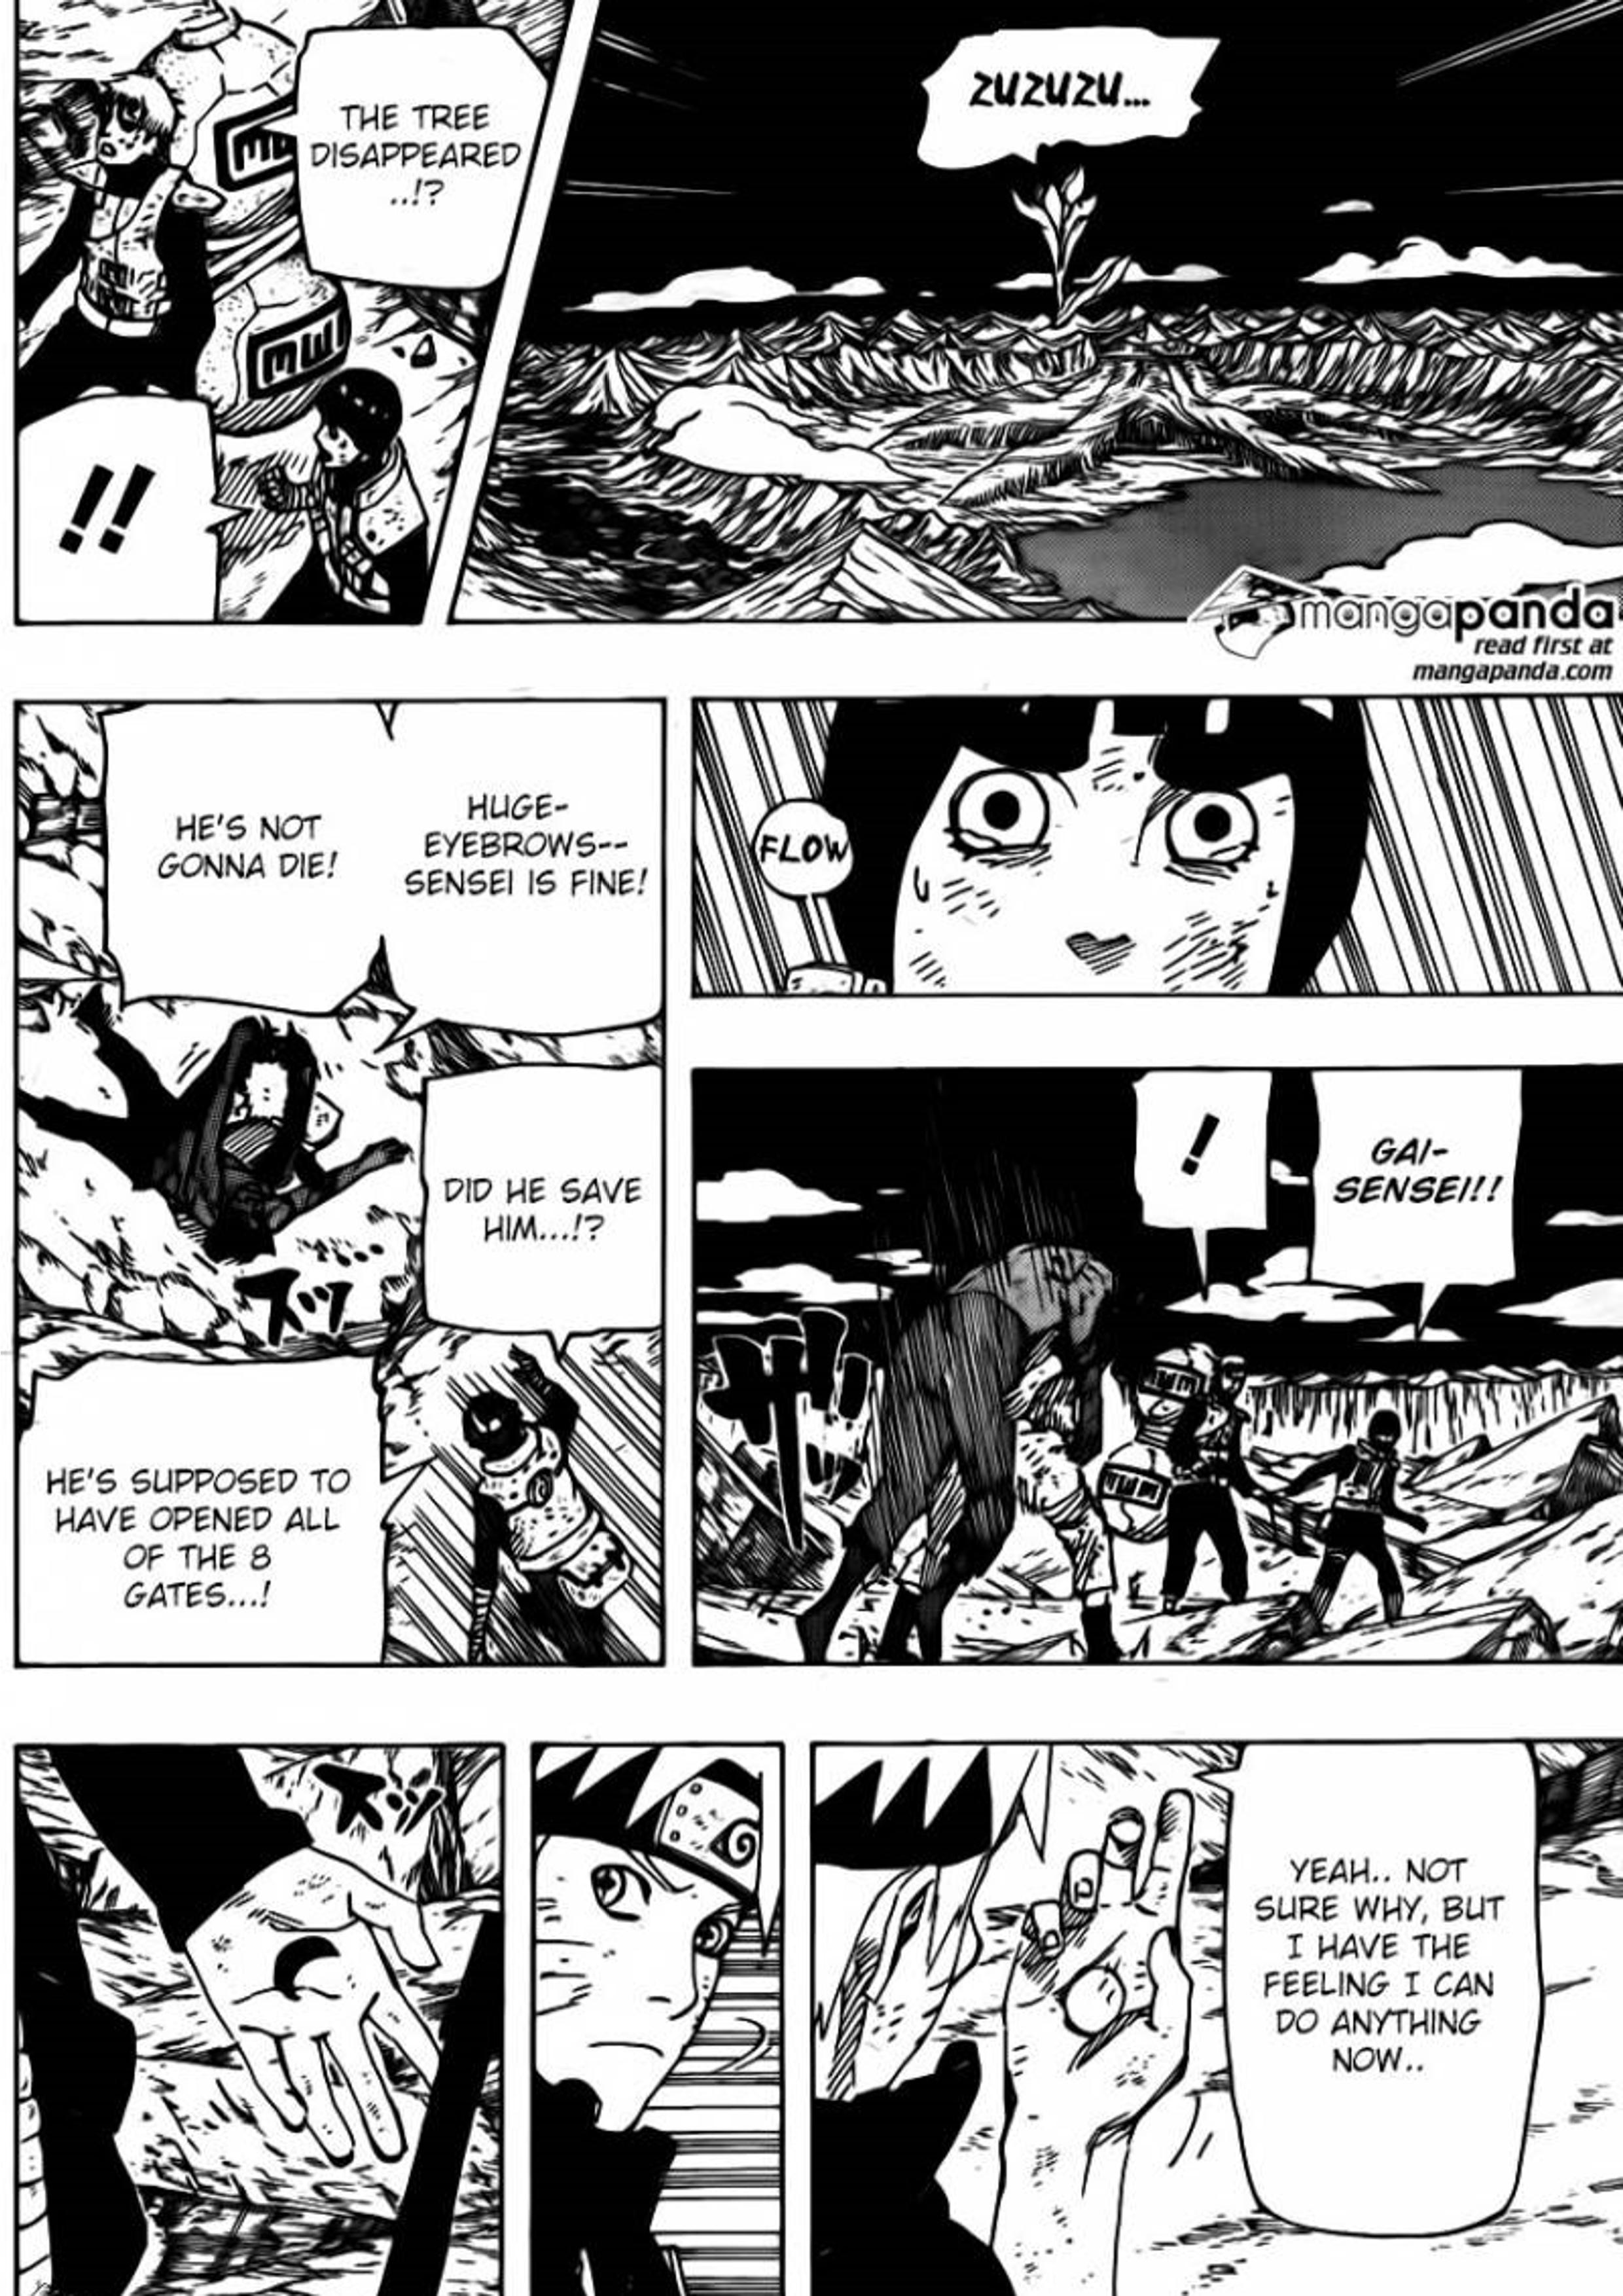 ZUZUZU...
THE TREE
DISAPPEARED
..!?
!!
mangapanda
read first at
mangapanda.com
FLOW
GAI-
SENSEI!!
!
HUGE-
EYEBROWS--
SENSEI IS FINE!
HE'S NOT
GONNA DIE!
DID HE SAVE
HIM...!?
ズッ
HE'S SUPPOSED TO
HAVE OPENED ALL
OF THE 8
GATES...!
YEAH.. NOT
SURE WHY, BUT
I HAVE THE
FEELING I CAN
DO ANYTHING
NOW..